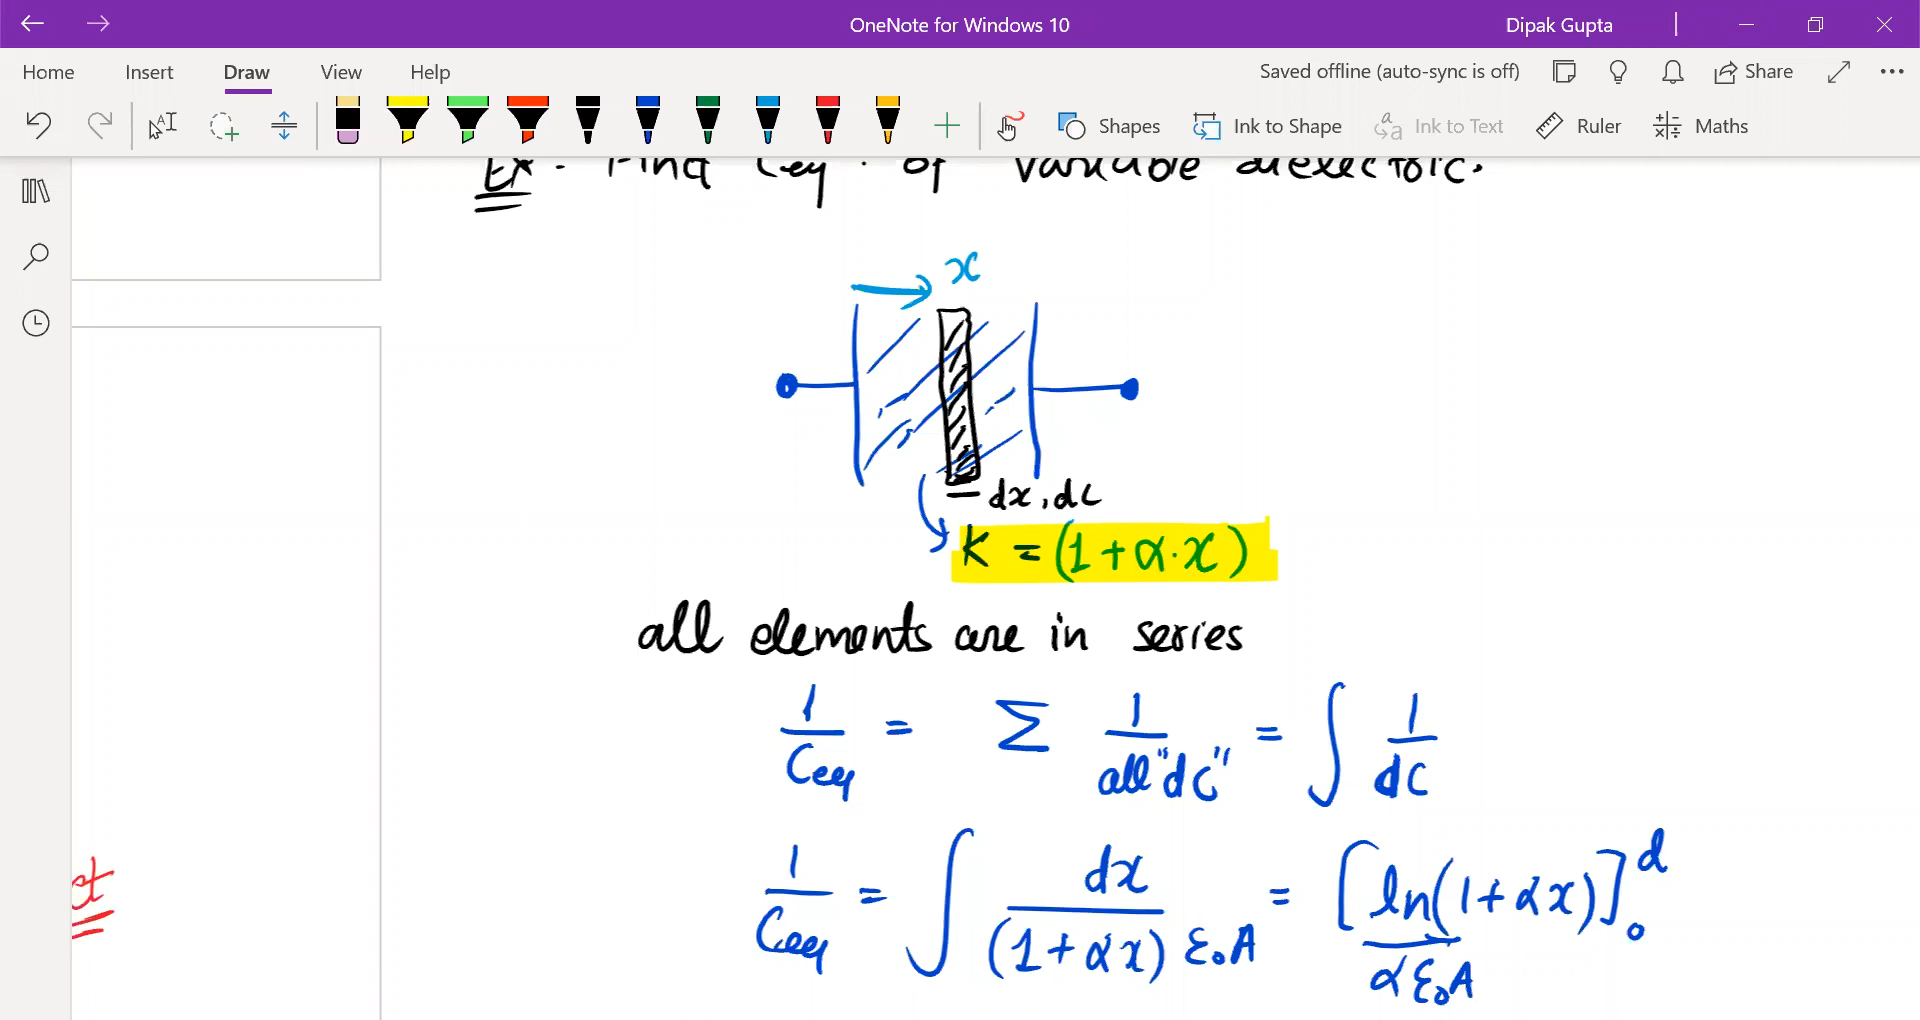 OneNote for Windows 10
Dipak Gupta
Home Insert Draw View Help
Saved offline (auto-sync is off)
Share
Shapes
Ink to Shape
Ink to Text
Ruler
Maths
Ex. Find Ceq. of variable dielectric.
x
dx, dC
K = (1+α·x)
all elements are in series
1/Ceq = Σ 1/all "dC" = ∫ 1/dC
1/Ceq = ∫ dx/((1+αx) ε₀A) = [ln(1+αx)/αε₀A]₀ᵈ